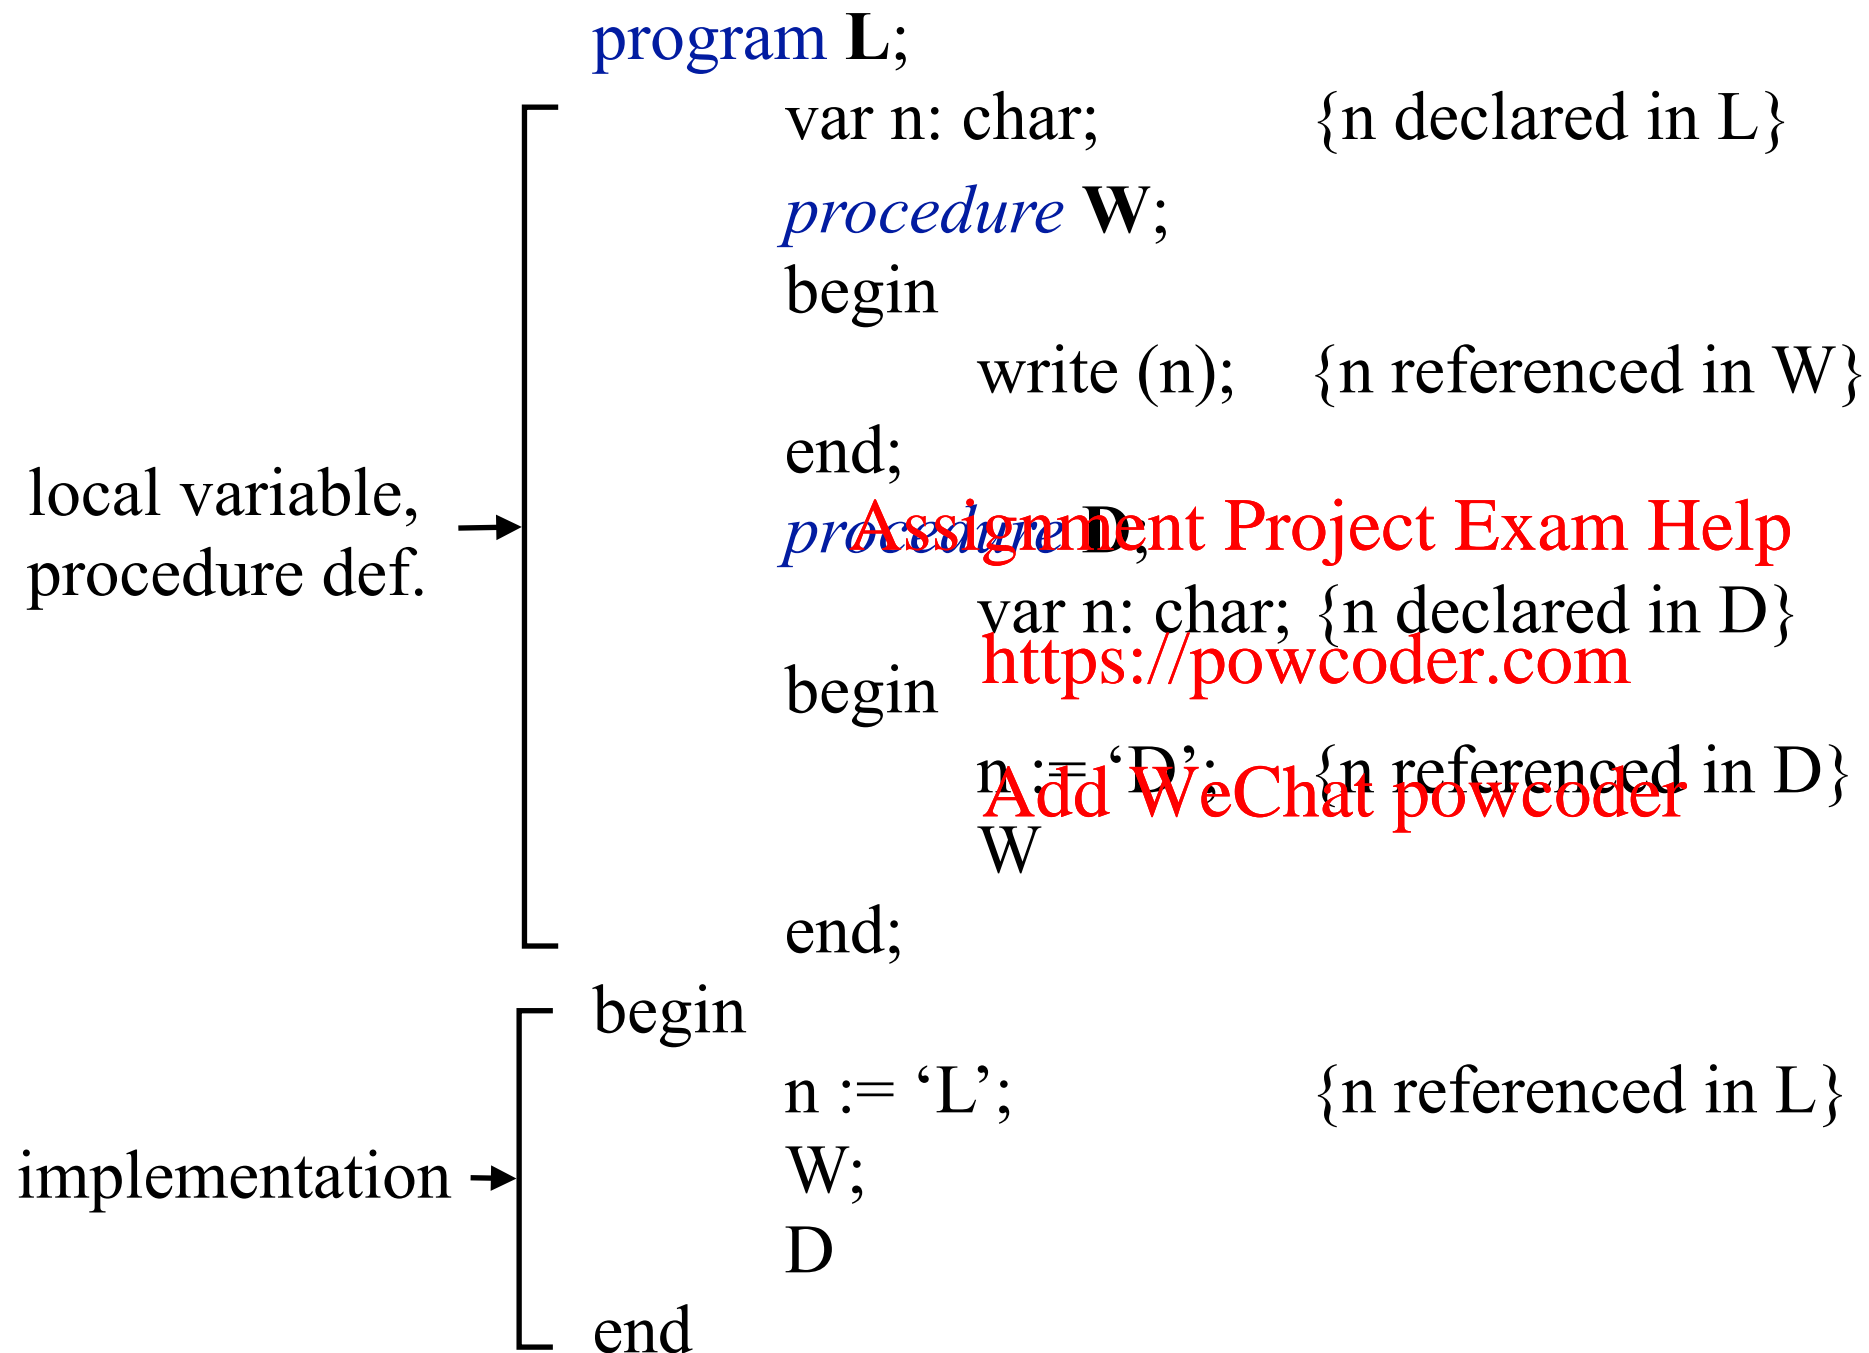 program L;
var n: char; {n declared in L}
procedure W;
begin
write (n); {n referenced in W}
end;
local variable,
procedure def.
procedure D;
Assignment Project Exam Help
var n: char; {n declared in D}
https://powcoder.com
begin
n := ‘D’; {n referenced in D}
Add WeChat powcoder
W
end;
begin
n := ‘L’; {n referenced in L}
implementation
W;
D
end